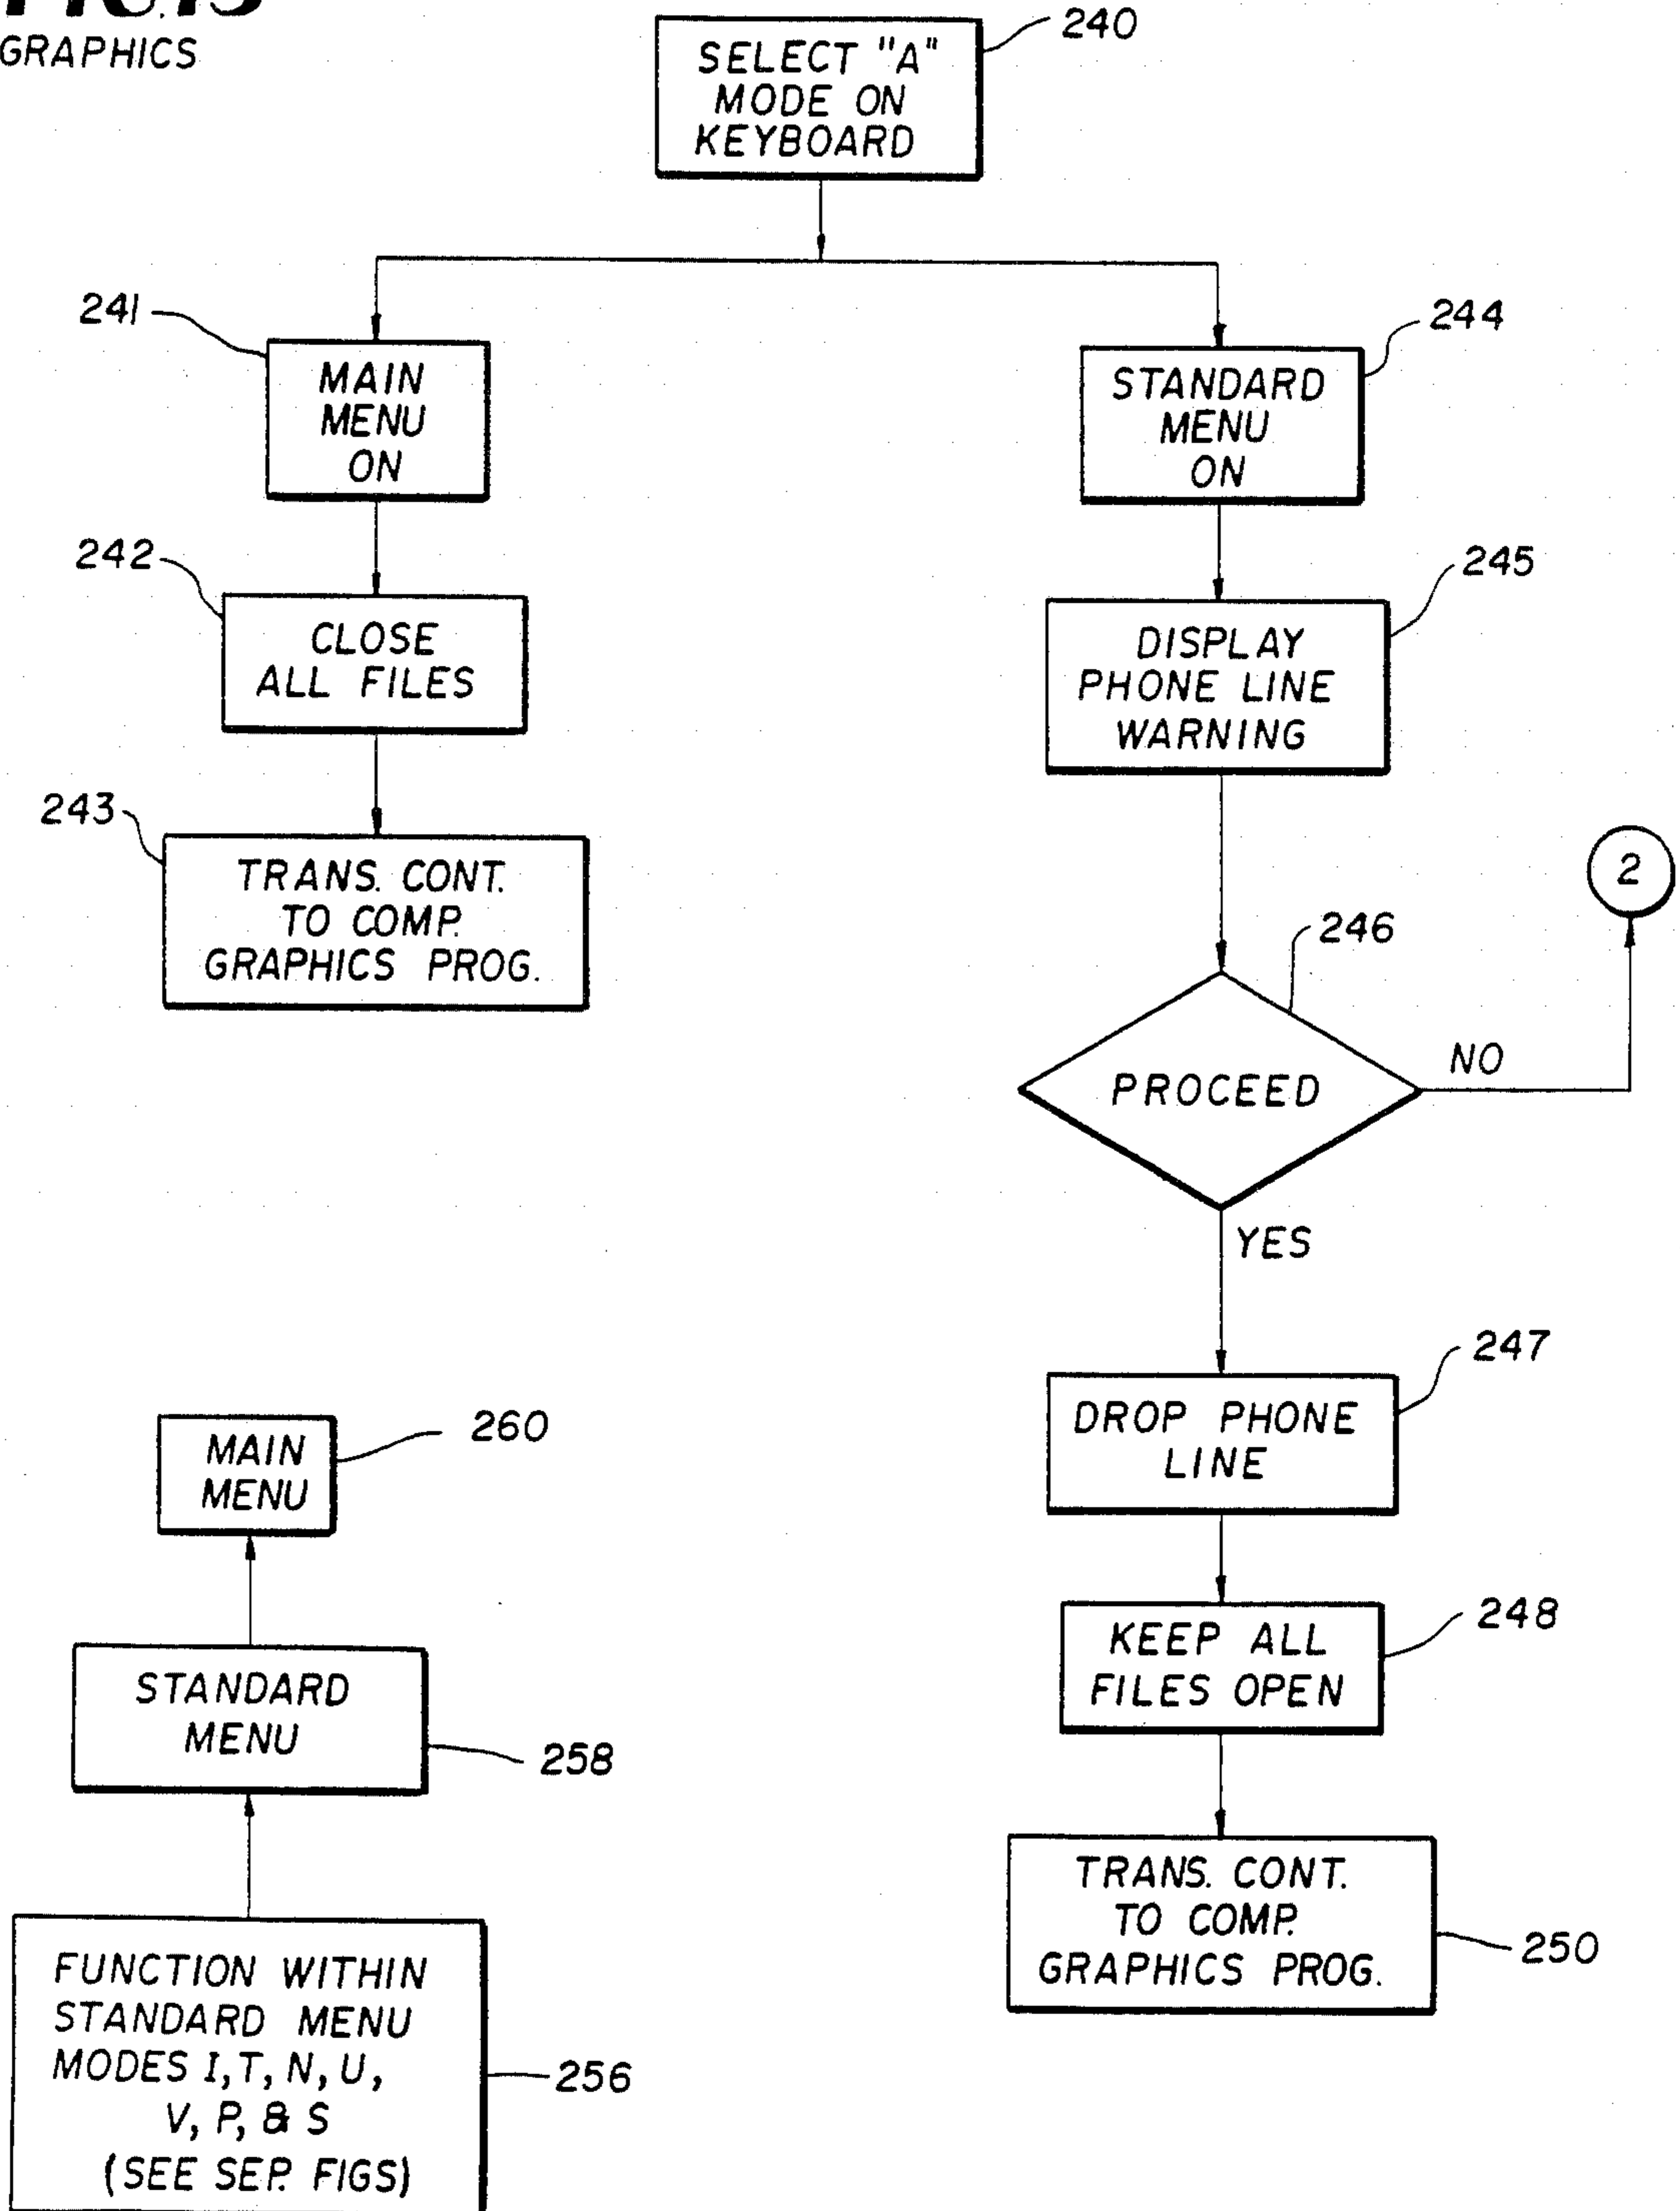 FIG. 13
GRAPHICS
240
SELECT "A"
MODE ON
KEYBOARD
241
MAIN
MENU
ON
242
CLOSE
ALL FILES
243
TRANS. CONT.
TO COMP.
GRAPHICS PROG.
244
STANDARD
MENU
ON
245
DISPLAY
PHONE LINE
WARNING
2
246
PROCEED
NO
YES
247
DROP PHONE
LINE
248
KEEP ALL
FILES OPEN
TRANS. CONT.
TO COMP.
GRAPHICS PROG.
250
MAIN
MENU
260
STANDARD
MENU
258
FUNCTION WITHIN
STANDARD MENU
MODES I, T, N, U,
V, P, & S
(SEE SEP. FIGS)
256